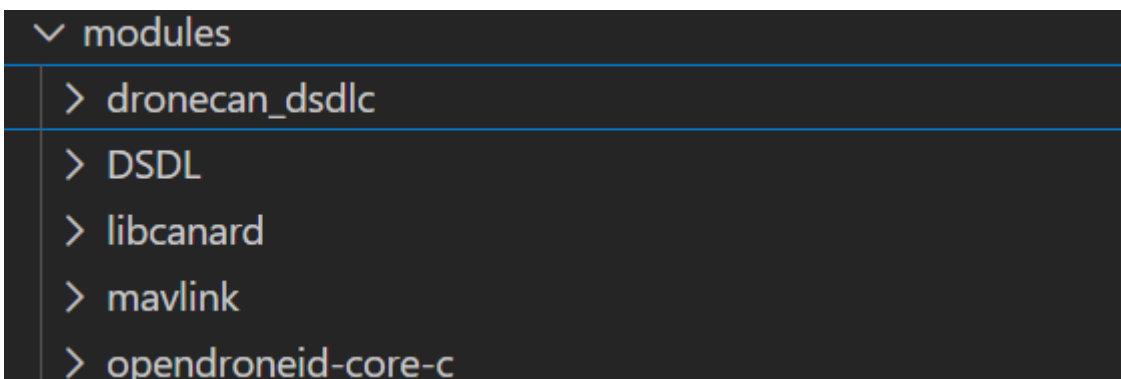 modules
dronecan_dsdlc
DSDL
libcanard
mavlink
opendroneid-core-c